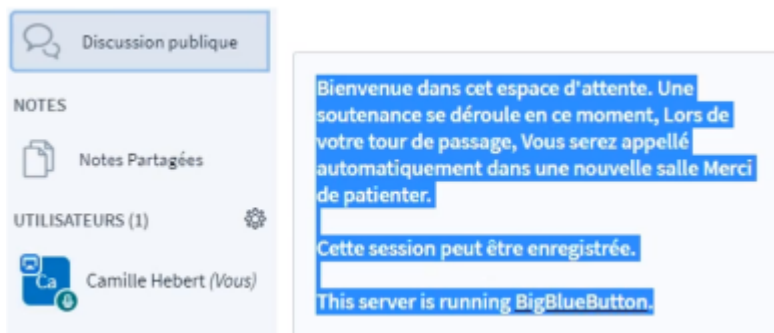 Discussion publique
NOTES
Notes Partagées
UTILISATEURS (1)
Ca
Camille Hebert (Vous)
Bienvenue dans cet espace d'attente. Une
soutenance se déroule en ce moment, Lors de
votre tour de passage, Vous serez appellé
automatiquement dans une nouvelle salle Merci
de patienter.
Cette session peut être enregistrée.
This server is running BigBlueButton.